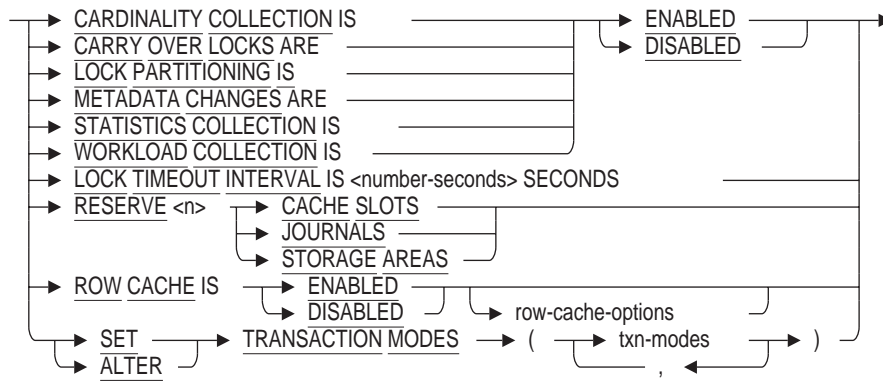 CARDINALITY COLLECTION IS ENABLED
CARRY OVER LOCKS ARE DISABLED
LOCK PARTITIONING IS
METADATA CHANGES ARE
STATISTICS COLLECTION IS
WORKLOAD COLLECTION IS
LOCK TIMEOUT INTERVAL IS <number-seconds> SECONDS
RESERVE <n> CACHE SLOTS
JOURNALS
STORAGE AREAS
ROW CACHE IS ENABLED
DISABLED row-cache-options
SET TRANSACTION MODES ( txn-modes )
ALTER ,